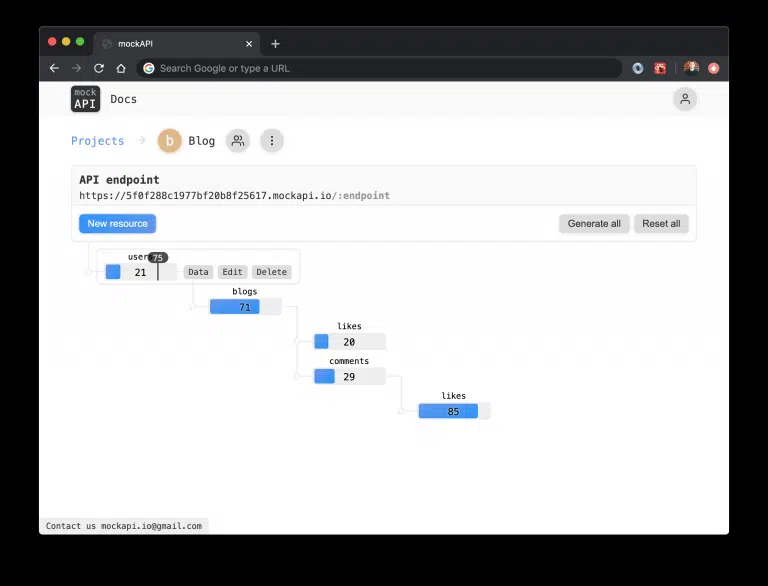 mockAPI
Search Google or type a URL
mock
API
Docs
Projects
b
Blog
API endpoint
https://5f0f288c1977bf20b8f25617.mockapi.io/:endpoint
New resource
Generate all
Reset all
users
75
21
Data
Edit
Delete
blogs
71
likes
20
comments
29
likes
85
Contact us mockapi.io@gmail.com